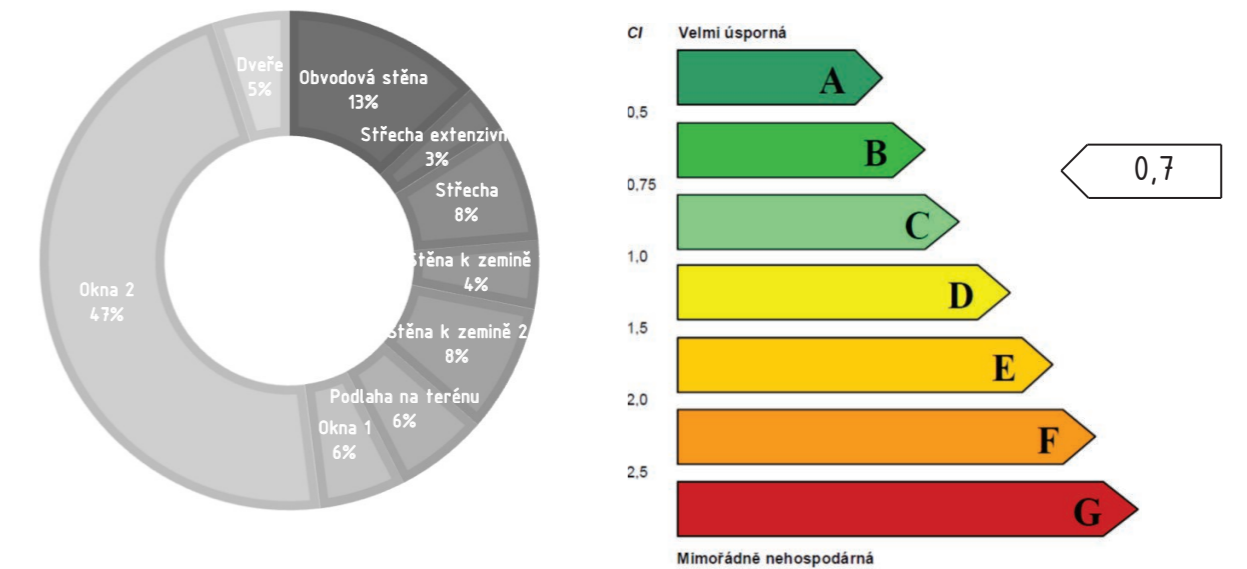 Dveře
5%
Obvodová stěna
13%
Střecha extenzivn
3%
Střecha
8%
těna k zemině
4%
Stěna k zemině 2
8%
Podlaha na terénu
6%
Okna 1
6%
Okna 2
47%
CI Velmi úsporná
A
0,5
B
0,75
C
1,0
D
1,5
E
2,0
F
2,5
G
Mimořádně nehospodárná
0,7